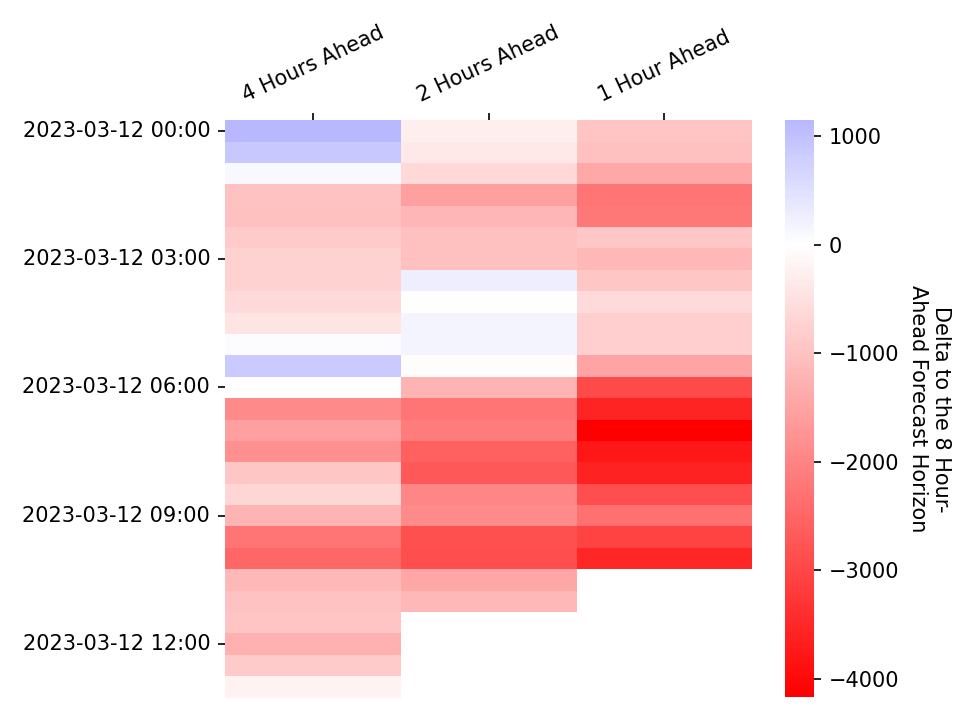 4 Hours Ahead
2 Hours Ahead
1 Hour Ahead
2023-03-12 00:00
2023-03-12 03:00
2023-03-12 06:00
2023-03-12 09:00
2023-03-12 12:00
1000
0
−1000
−2000
−3000
−4000
Delta to the 8 Hour-
Ahead Forecast Horizon